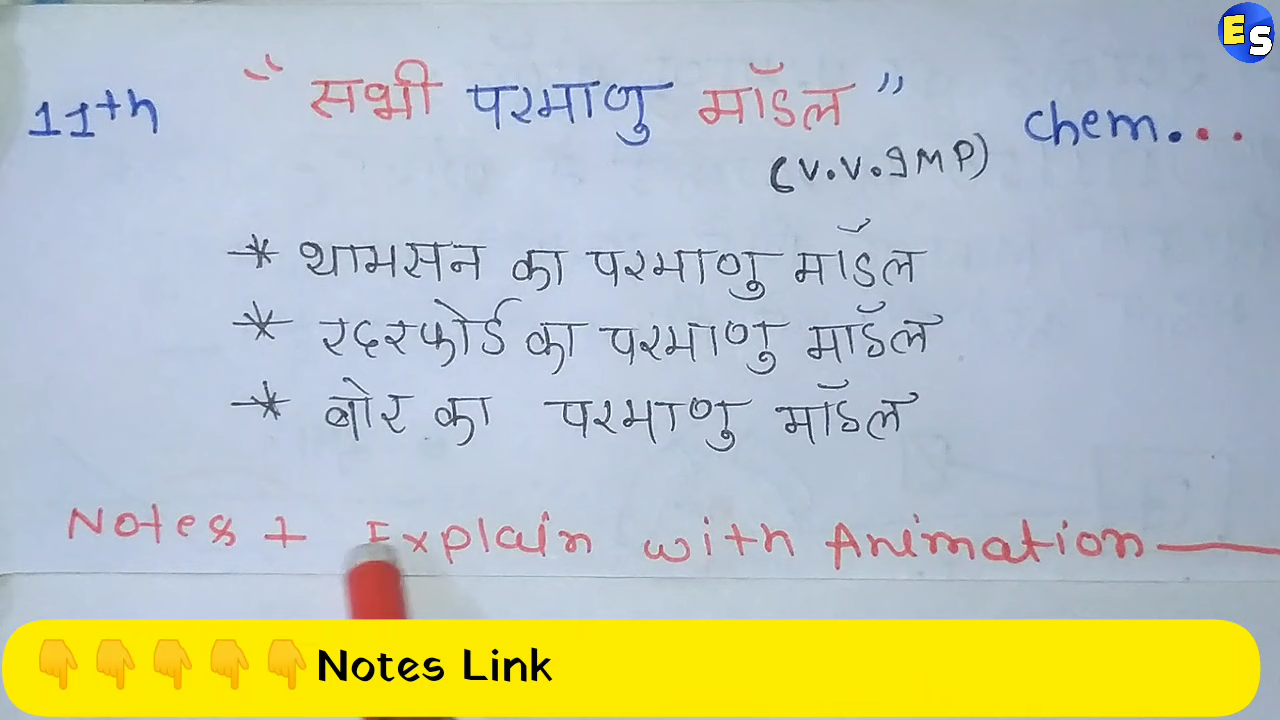 ES
11th "सभी परमाणु मॉडल" chem...
(V.V.IMP)
* थामसन का परमाणु मॉडल
* रदरफोर्ड का परमाणु मॉडल
* बोर का परमाणु मॉडल
Notes + Explain with Animation
👇👇👇👇👇Notes Link